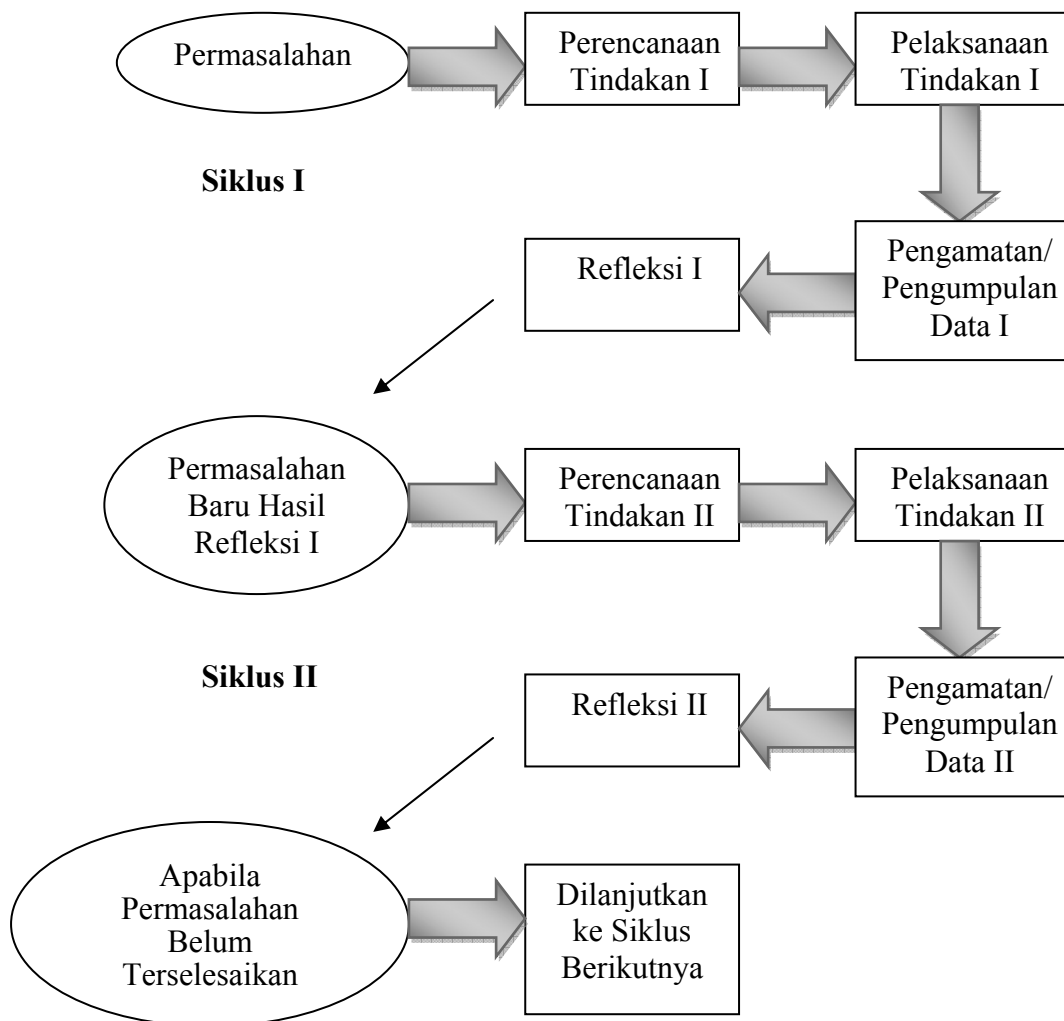 Permasalahan
Perencanaan
Tindakan I
Pelaksanaan
Tindakan I
Siklus I
Pengamatan/
Pengumpulan
Data I
Refleksi I
Permasalahan
Baru Hasil
Refleksi I
Perencanaan
Tindakan II
Pelaksanaan
Tindakan II
Siklus II
Pengamatan/
Pengumpulan
Data II
Refleksi II
Apabila
Permasalahan
Belum
Terselesaikan
Dilanjutkan
ke Siklus
Berikutnya